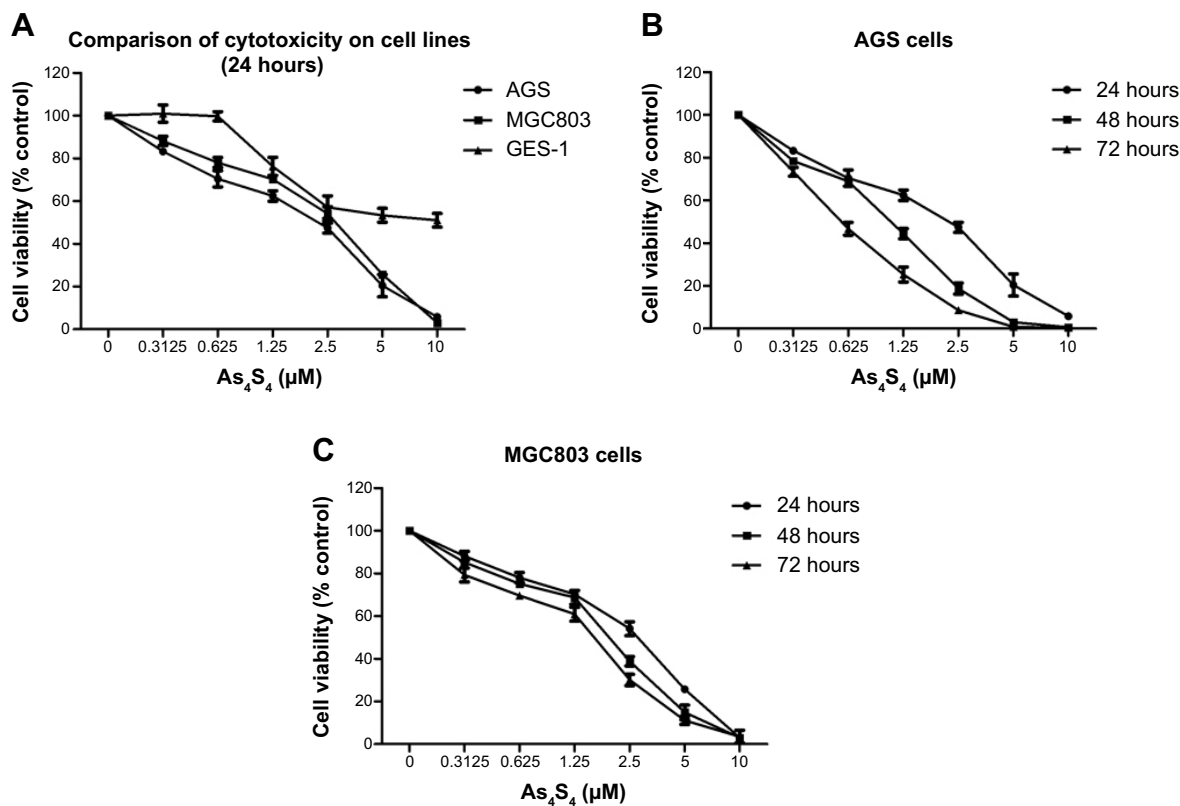 A
Comparison of cytotoxicity on cell lines
(24 hours)
Cell viability (% control)
120
100
80
60
40
20
0
0 0.3125 0.625 1.25 2.5 5 10
As₄S₄ (µM)
AGS
MGC803
GES-1
B
AGS cells
Cell viability (% control)
120
100
80
60
40
20
0
0 0.3125 0.625 1.25 2.5 5 10
As₄S₄ (µM)
24 hours
48 hours
72 hours
C
MGC803 cells
Cell viability (% control)
120
100
80
60
40
20
0
0 0.3125 0.625 1.25 2.5 5 10
As₄S₄ (µM)
24 hours
48 hours
72 hours